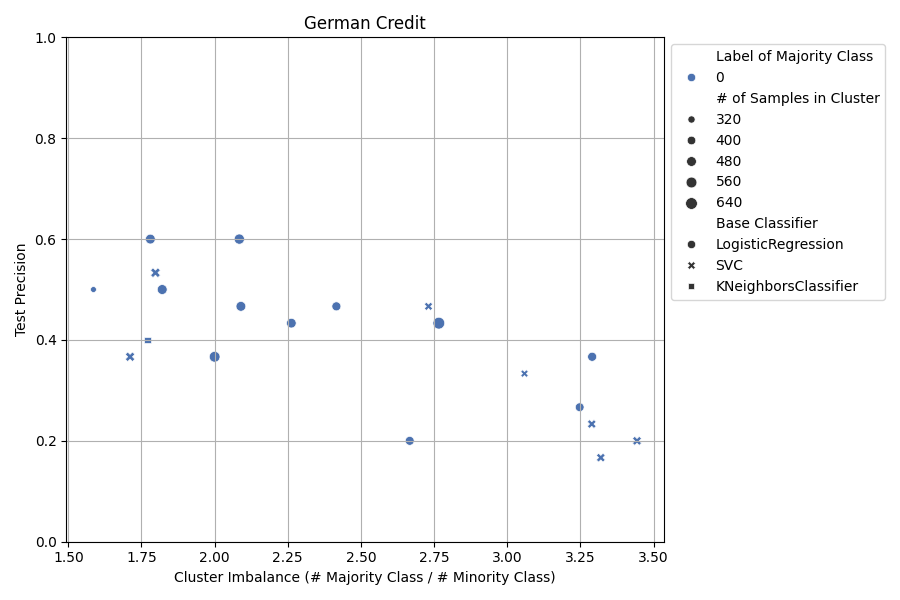 German Credit
Test Precision
1.0
0.8
0.6
0.4
0.2
0.0
1.50 1.75 2.00 2.25 2.50 2.75 3.00 3.25 3.50
Cluster Imbalance (# Majority Class / # Minority Class)
Label of Majority Class
0
# of Samples in Cluster
320
400
480
560
640
Base Classifier
LogisticRegression
SVC
KNeighborsClassifier